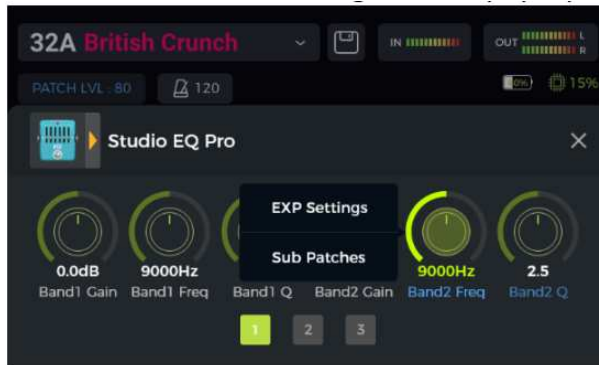 32A British Crunch
IN
OUT
L
R
PATCH LVL : 80
120
0%
15%
Studio EQ Pro
EXP Settings
Sub Patches
0.0dB
9000Hz
9000Hz
2.5
Band1 Gain
Band1 Freq
Band1 Q
Band2 Gain
Band2 Freq
Band2 Q
1
2
3